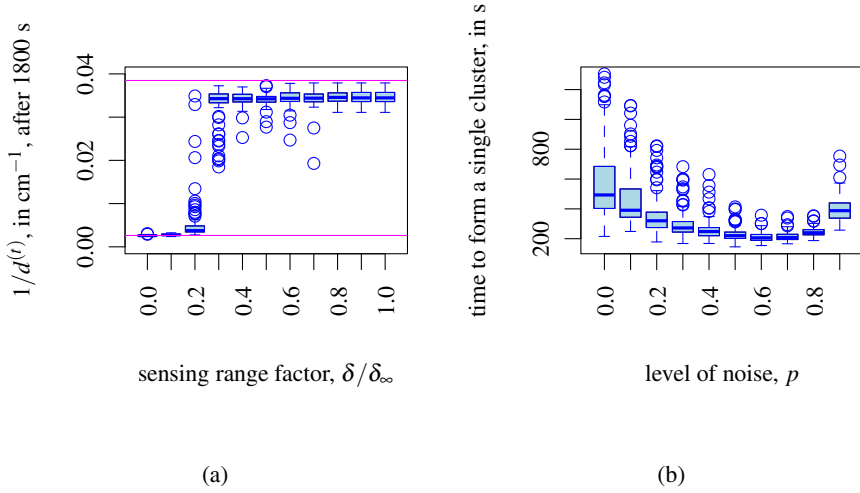 1/d^(t), in cm⁻¹, after 1800 s
0.04
0.02
0.00
0.0
0.2
0.4
0.6
0.8
1.0
sensing range factor, δ/δ∞
(a)
time to form a single cluster, in s
800
200
0.0
0.2
0.4
0.6
0.8
level of noise, p
(b)